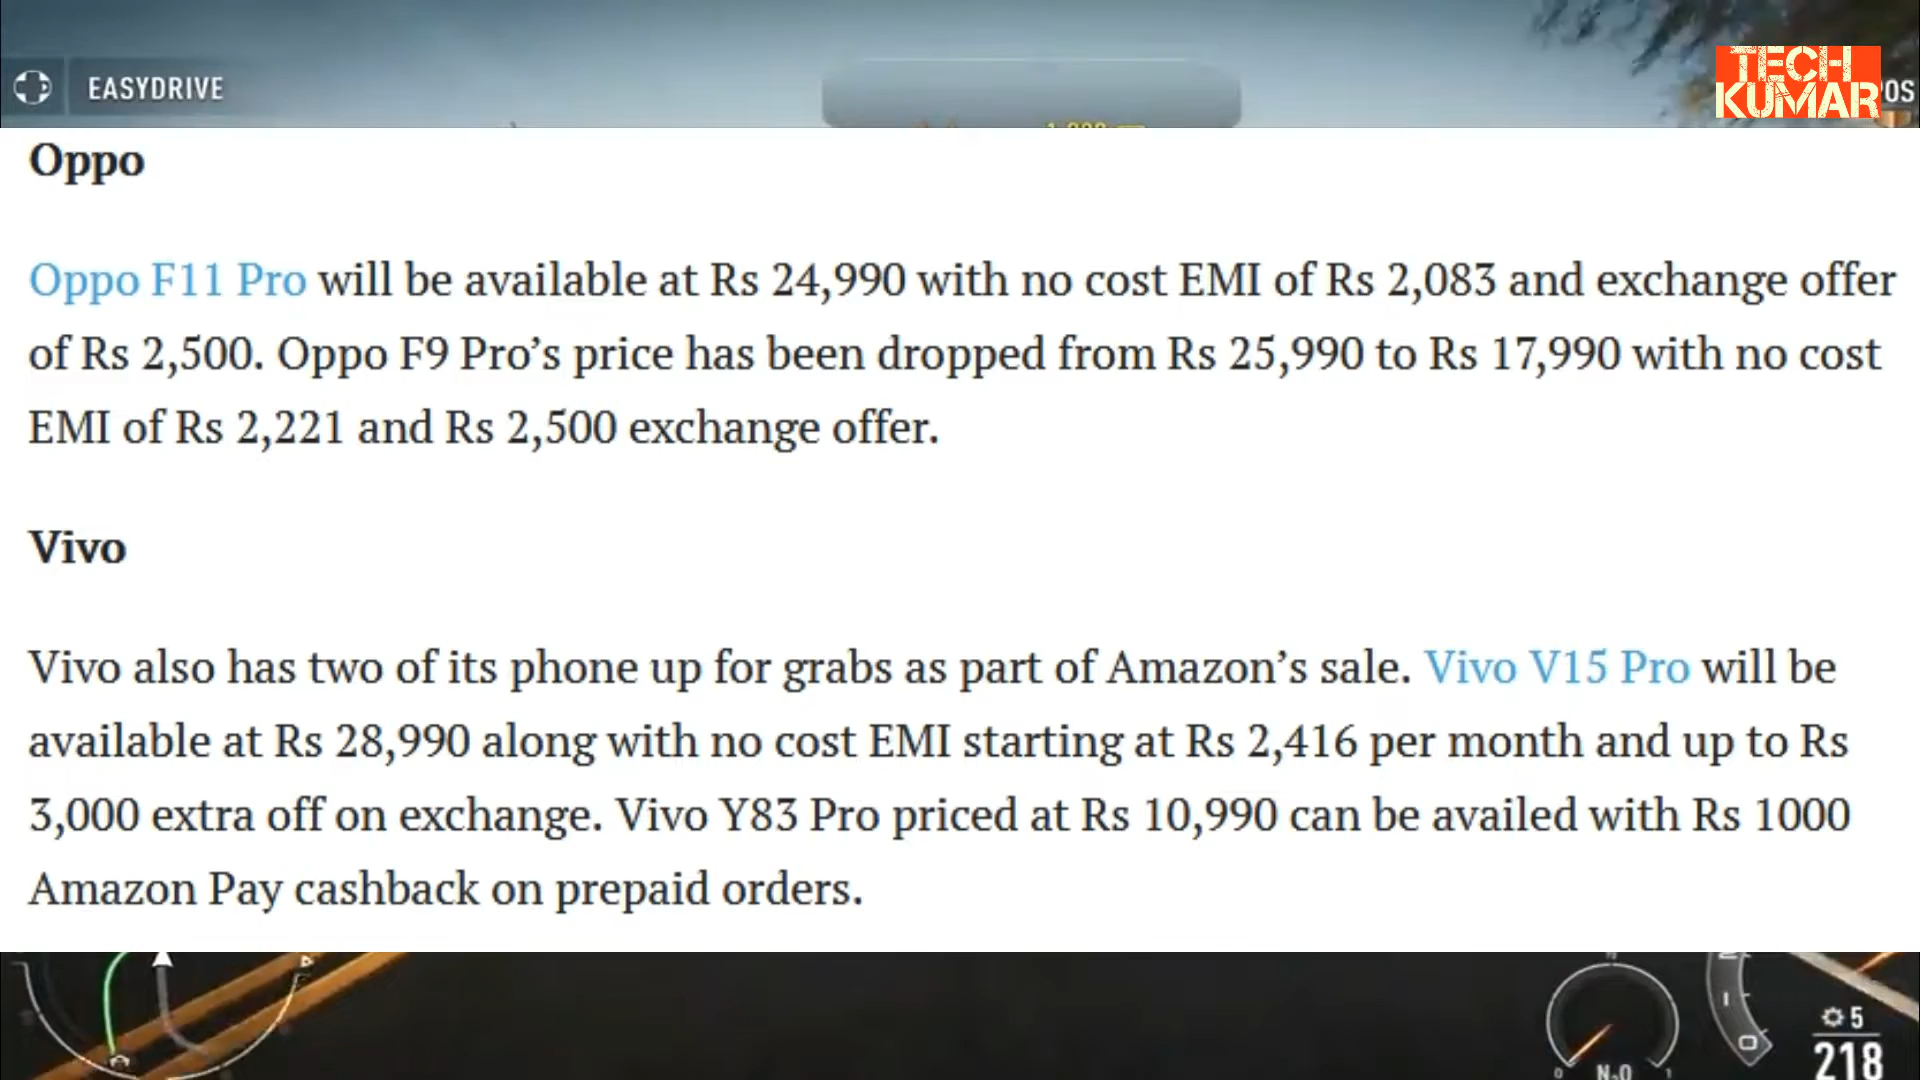 EASYDRIVE
TECH
KUMAR
POS
Oppo
Oppo F11 Pro will be available at Rs 24,990 with no cost EMI of Rs 2,083 and exchange offer
of Rs 2,500. Oppo F9 Pro’s price has been dropped from Rs 25,990 to Rs 17,990 with no cost
EMI of Rs 2,221 and Rs 2,500 exchange offer.
Vivo
Vivo also has two of its phone up for grabs as part of Amazon’s sale. Vivo V15 Pro will be
available at Rs 28,990 along with no cost EMI starting at Rs 2,416 per month and up to Rs
3,000 extra off on exchange. Vivo Y83 Pro priced at Rs 10,990 can be availed with Rs 1000
Amazon Pay cashback on prepaid orders.
5
218
0 N₂O 1
1
0